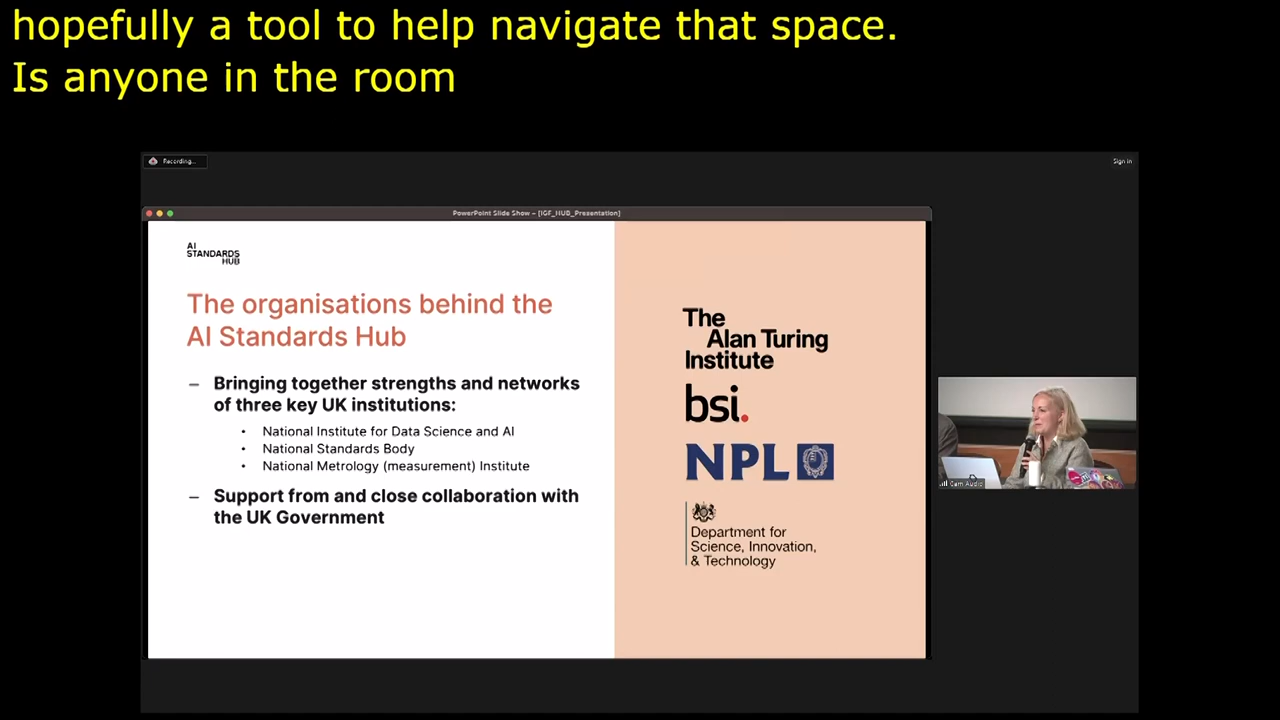 hopefully a tool to help navigate that space.
Is anyone in the room
Recording...
Sign in
PowerPoint Slide Show - [IGF_HUB_Presentation]
AI
STANDARDS
HUB
The organisations behind the
AI Standards Hub
– Bringing together strengths and networks
of three key UK institutions:
• National Institute for Data Science and AI
• National Standards Body
• National Metrology (measurement) Institute
– Support from and close collaboration with
the UK Government
The
Alan Turing
Institute
bsi.
NPL
Department for
Science, Innovation,
& Technology
Cam Audio